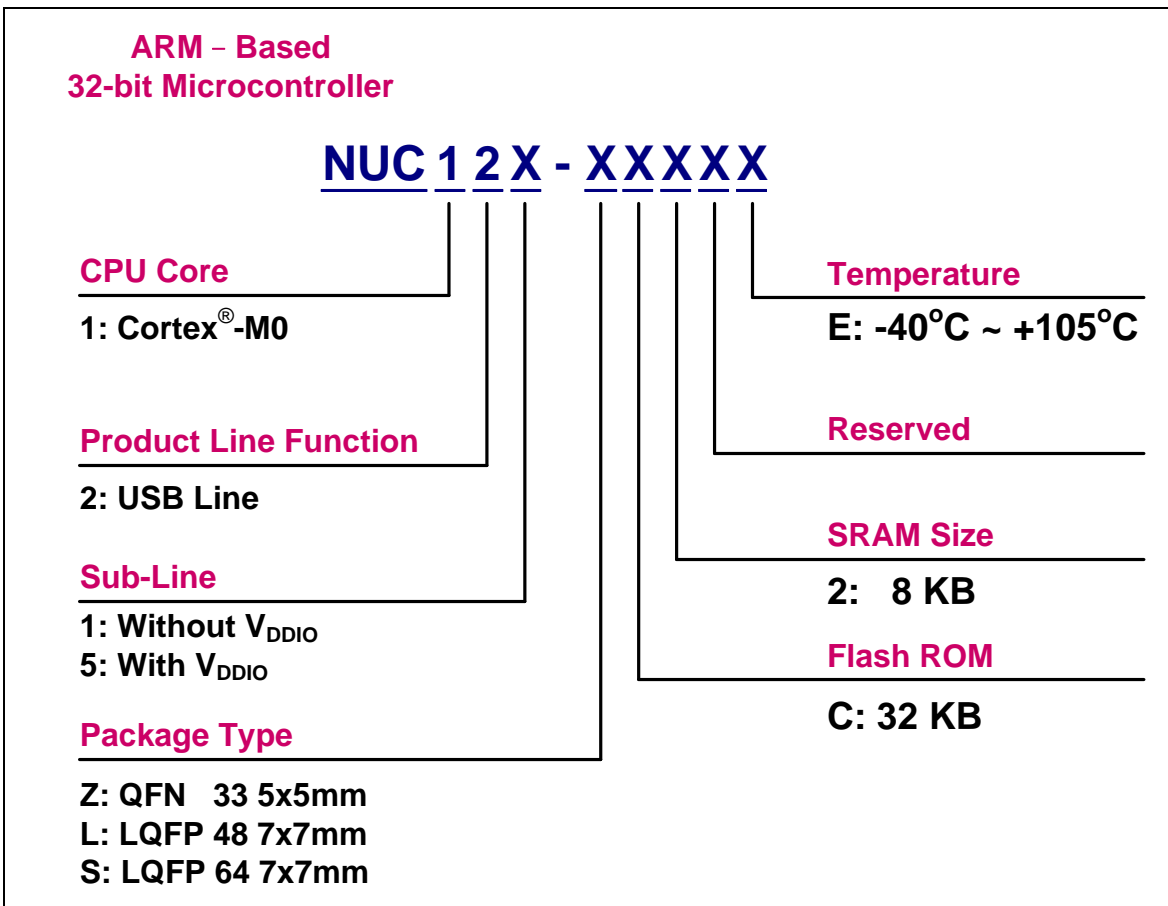 ARM – Based
32-bit Microcontroller
NUC 1 2 X - X X X X X
CPU Core
1: Cortex®-M0
Product Line Function
2: USB Line
Sub-Line
1: Without VDDIO
5: With VDDIO
Package Type
Z: QFN 33 5x5mm
L: LQFP 48 7x7mm
S: LQFP 64 7x7mm
Temperature
E: -40°C ~ +105°C
Reserved
SRAM Size
2: 8 KB
Flash ROM
C: 32 KB